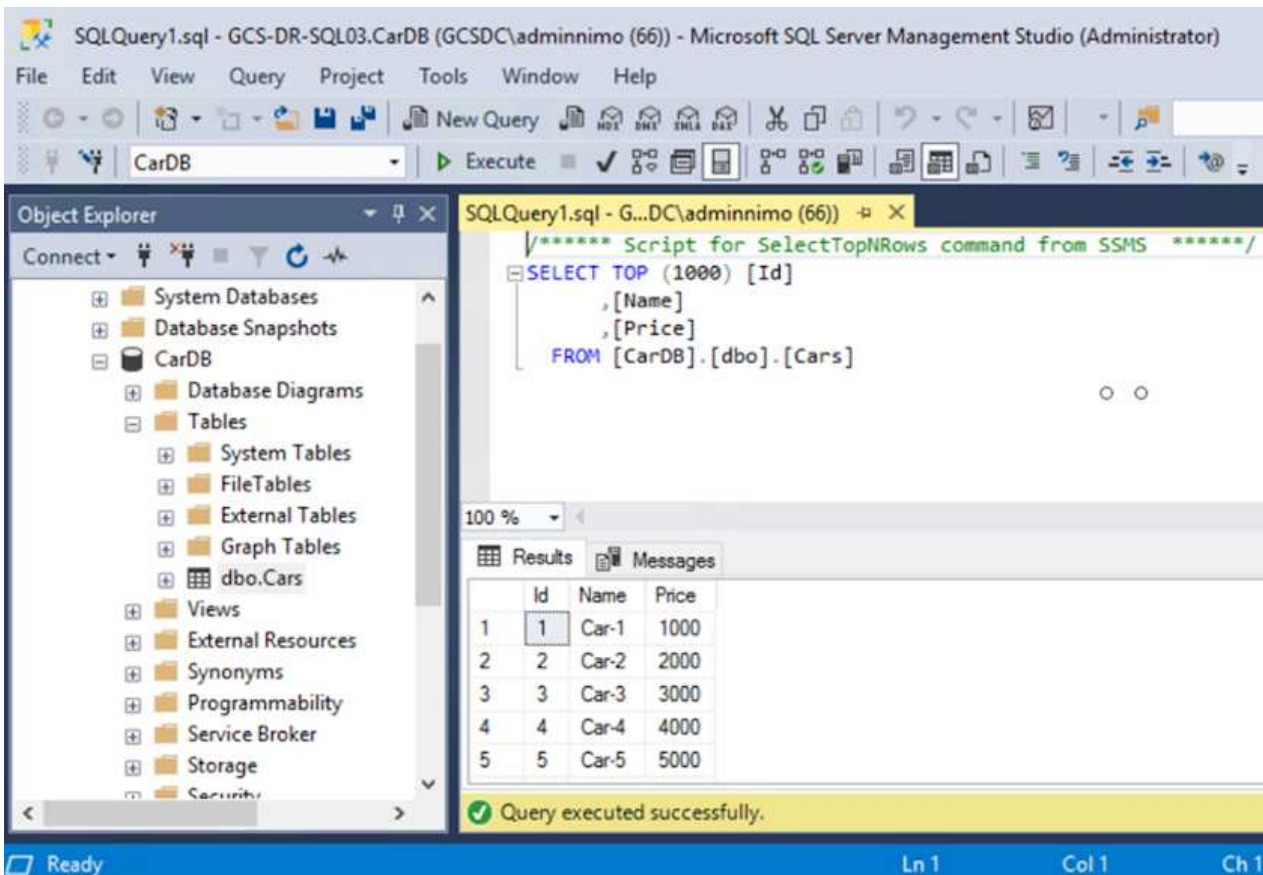 SQLQuery1.sql - GCS-DR-SQL03.CarDB (GCSDC\adminnimo (66)) - Microsoft SQL Server Management Studio (Administrator)
File Edit View Query Project Tools Window Help
New Query MDX DMX XMLA DAX
CarDB Execute
Object Explorer
Connect
System Databases
Database Snapshots
CarDB
Database Diagrams
Tables
System Tables
FileTables
External Tables
Graph Tables
dbo.Cars
Views
External Resources
Synonyms
Programmability
Service Broker
Storage
Security
SQLQuery1.sql - G...DC\adminnimo (66))
/****** Script for SelectTopNRows command from SSMS ******/
SELECT TOP (1000) [Id]
,[Name]
,[Price]
FROM [CarDB].[dbo].[Cars]
100 %
Results Messages
Id Name Price
1 1 Car-1 1000
2 2 Car-2 2000
3 3 Car-3 3000
4 4 Car-4 4000
5 5 Car-5 5000
Query executed successfully.
Ready Ln 1 Col 1 Ch 1